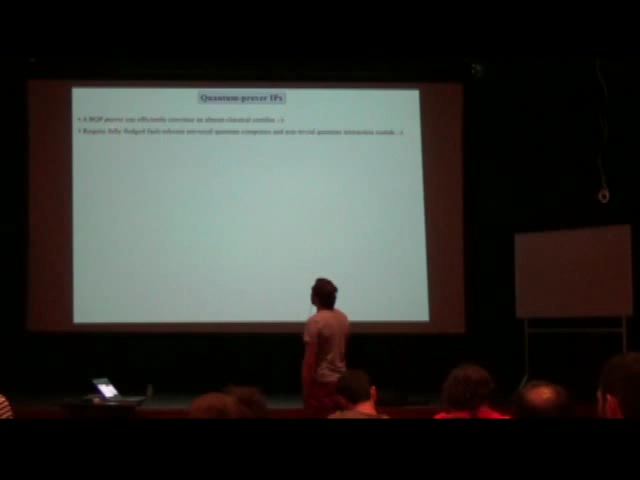 Quantum-prover IPs
• A BQP prover can efficiently convince an almost-classical verifier :-)
• Require fully fledged fault-tolerant universal quantum computers and non-trivial quantum interaction :-(